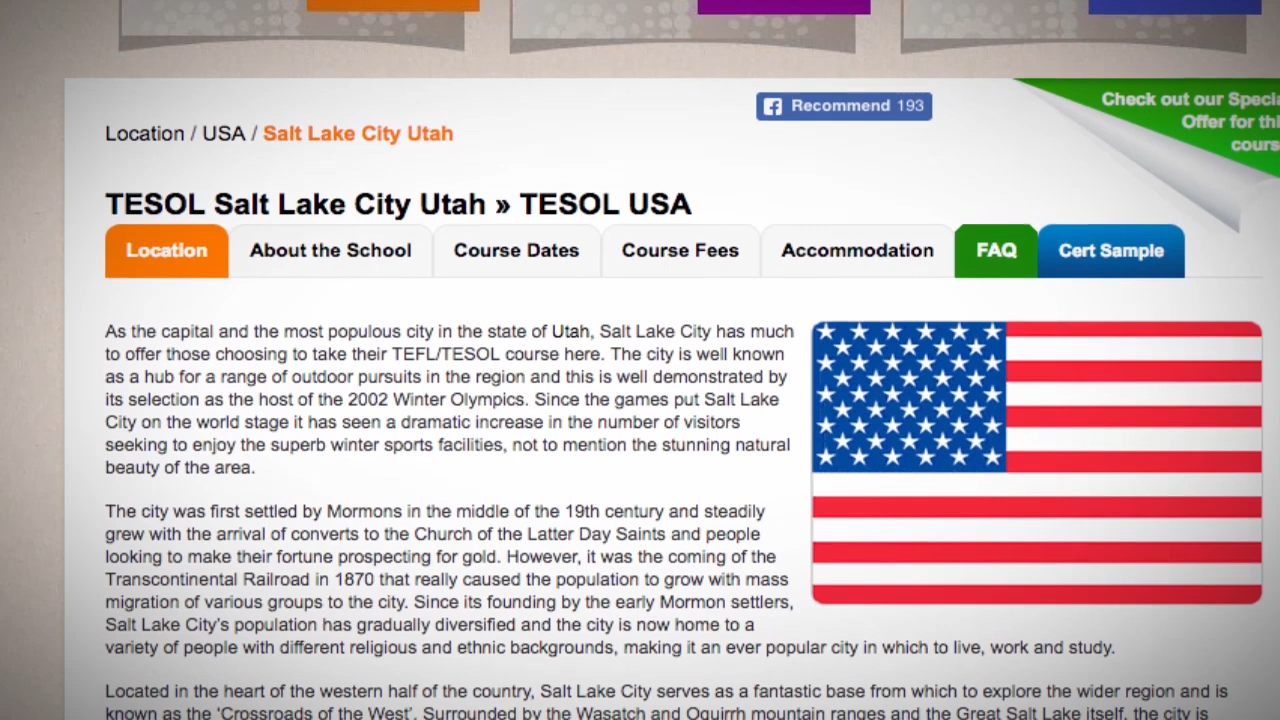 Check out our Special
Recommend 193
Offer for this
course
Location / USA / Salt Lake City Utah
TESOL Salt Lake City Utah » TESOL USA
Location About the School Course Dates Course Fees Accommodation FAQ Cert Sample
As the capital and the most populous city in the state of Utah, Salt Lake City has much
to offer those choosing to take their TEFL/TESOL course here. The city is well known
as a hub for a range of outdoor pursuits in the region and this is well demonstrated by
its selection as the host of the 2002 Winter Olympics. Since the games put Salt Lake
City on the world stage it has seen a dramatic increase in the number of visitors
seeking to enjoy the superb winter sports facilities, not to mention the stunning natural
beauty of the area.
The city was first settled by Mormons in the middle of the 19th century and steadily
grew with the arrival of converts to the Church of the Latter Day Saints and people
looking to make their fortune prospecting for gold. However, it was the coming of the
Transcontinental Railroad in 1870 that really caused the population to grow with mass
migration of various groups to the city. Since its founding by the early Mormon settlers,
Salt Lake City's population has gradually diversified and the city is now home to a
variety of people with different religious and ethnic backgrounds, making it an ever popular city in which to live, work and study.
Located in the heart of the western half of the country, Salt Lake City serves as a fantastic base from which to explore the wider region and is
known as the 'Crossroads of the West'. Surrounded by the Wasatch and Oquirrh mountain ranges and the Great Salt Lake itself, the city is